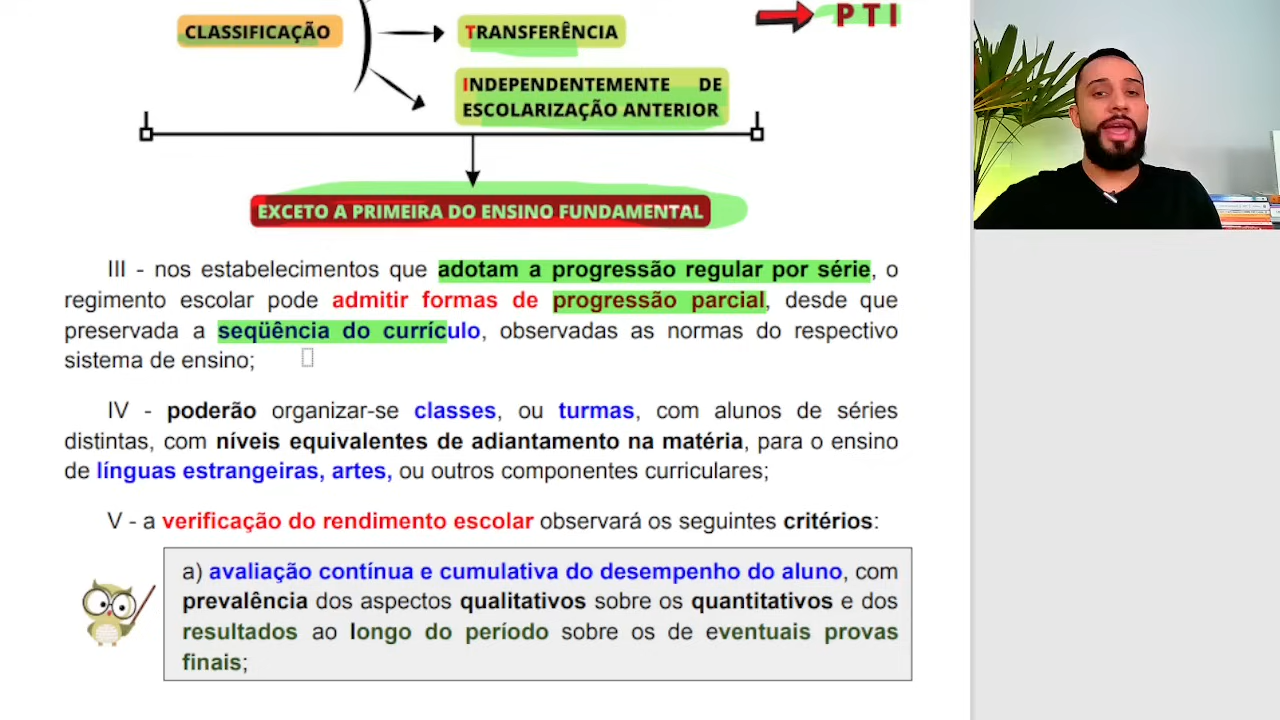 CLASSIFICAÇÃO
TRANSFERÊNCIA
PTI
INDEPENDENTEMENTE DE
ESCOLARIZAÇÃO ANTERIOR
EXCETO A PRIMEIRA DO ENSINO FUNDAMENTAL
III - nos estabelecimentos que adotam a progressão regular por série, o
regimento escolar pode admitir formas de progressão parcial, desde que
preservada a seqüência do currículo, observadas as normas do respectivo
sistema de ensino;
IV - poderão organizar-se classes, ou turmas, com alunos de séries
distintas, com níveis equivalentes de adiantamento na matéria, para o ensino
de línguas estrangeiras, artes, ou outros componentes curriculares;
V - a verificação do rendimento escolar observará os seguintes critérios:
a) avaliação contínua e cumulativa do desempenho do aluno, com
prevalência dos aspectos qualitativos sobre os quantitativos e dos
resultados ao longo do período sobre os de eventuais provas
finais;